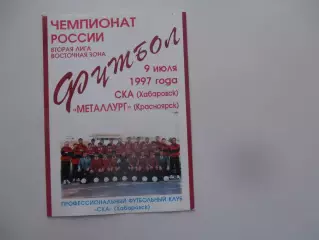 ЧЕМПИОНАТ
РОССИИ
ВТОРАЯ ЛИГА
ВОСТОЧНАЯ ЗОНА
ФУТБОЛ
9 июля
1997 года
СКА (Хабаровск)
«МЕТАЛЛУРГ» (Красноярск)
ПРОФЕССИОНАЛЬНЫЙ ФУТБОЛЬНЫЙ КЛУБ
«СКА» (Хабаровск)